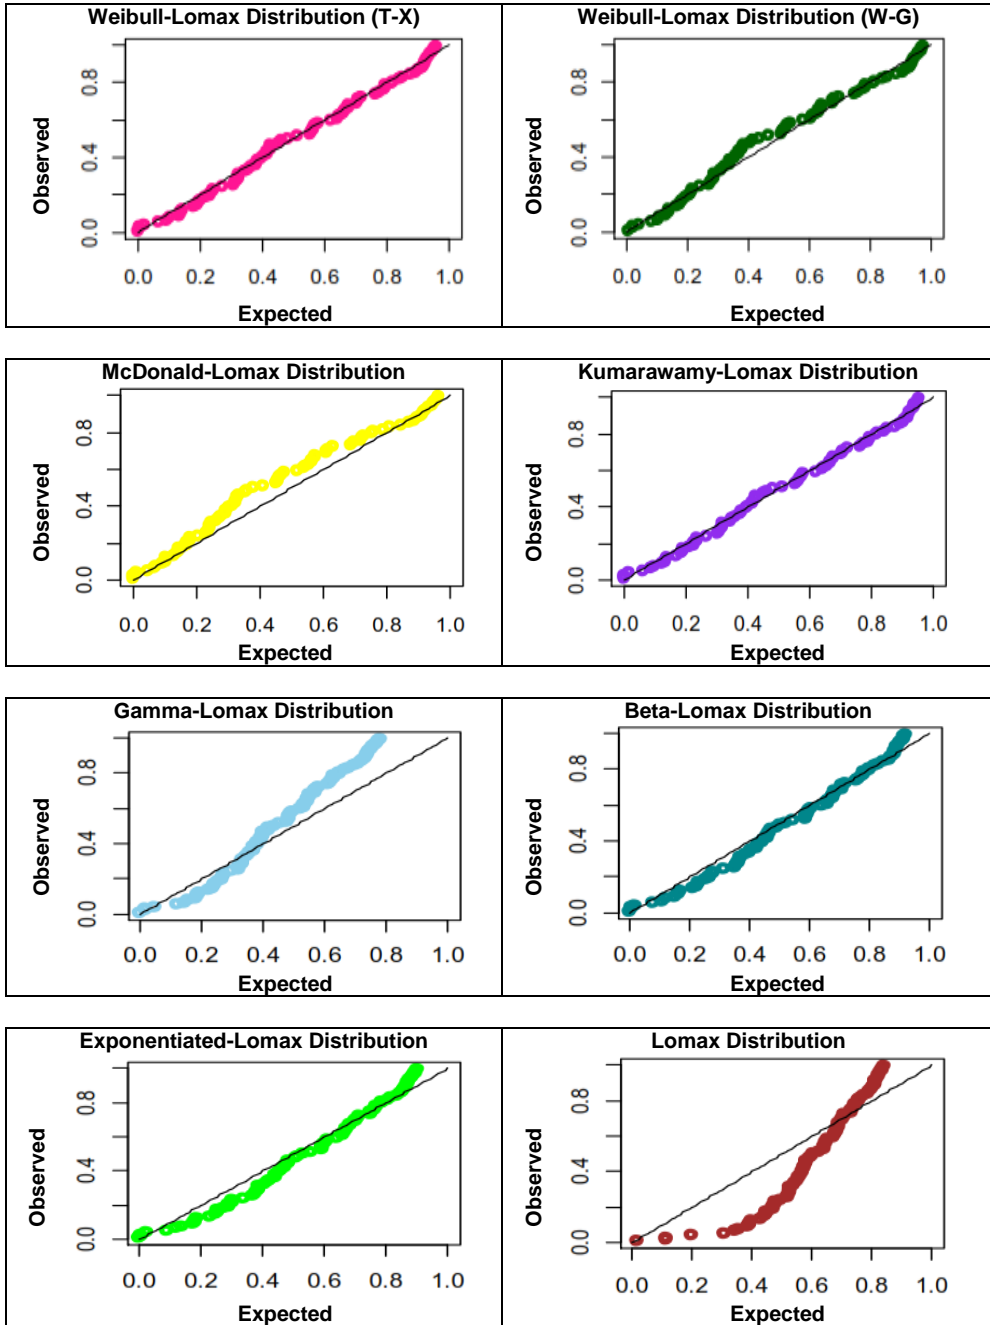 Weibull-Lomax Distribution (T-X)
Observed
0.0 0.4 0.8
0.0 0.2 0.4 0.6 0.8 1.0
Expected
Weibull-Lomax Distribution (W-G)
Observed
0.0 0.4 0.8
0.0 0.2 0.4 0.6 0.8 1.0
Expected
McDonald-Lomax Distribution
Observed
0.0 0.4 0.8
0.0 0.2 0.4 0.6 0.8 1.0
Expected
Kumarawamy-Lomax Distribution
Observed
0.0 0.4 0.8
0.0 0.2 0.4 0.6 0.8 1.0
Expected
Gamma-Lomax Distribution
Observed
0.0 0.4 0.8
0.0 0.2 0.4 0.6 0.8 1.0
Expected
Beta-Lomax Distribution
Observed
0.0 0.4 0.8
0.0 0.2 0.4 0.6 0.8 1.0
Expected
Exponentiated-Lomax Distribution
Observed
0.0 0.4 0.8
0.0 0.2 0.4 0.6 0.8 1.0
Expected
Lomax Distribution
Observed
0.0 0.4 0.8
0.0 0.2 0.4 0.6 0.8 1.0
Expected